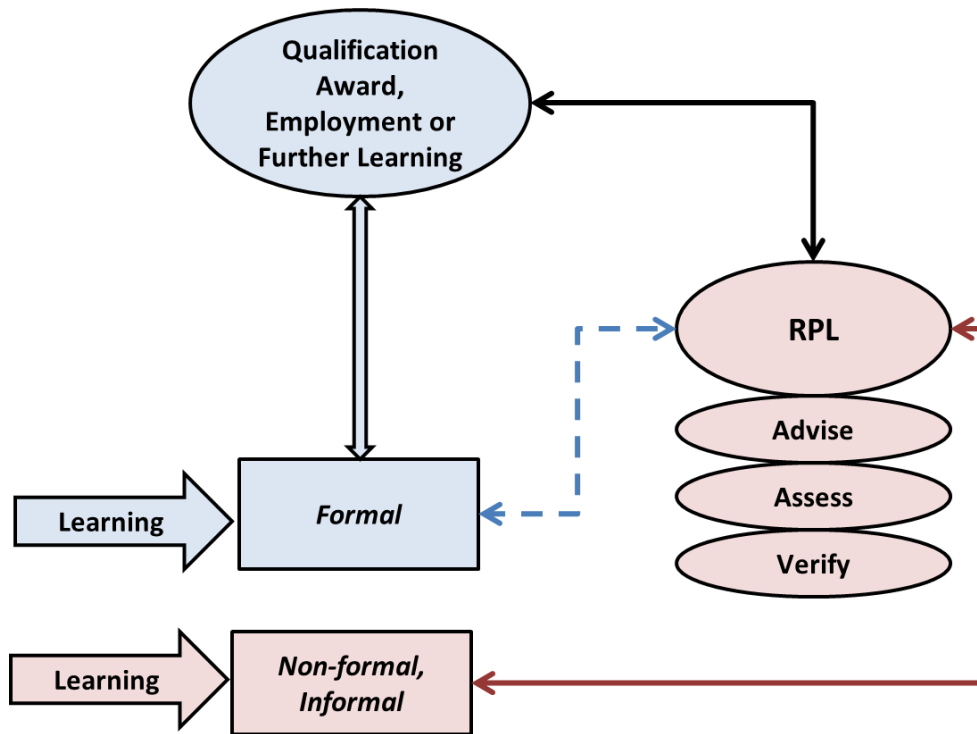 Qualification
Award,
Employment or
Further Learning
RPL
Advise
Assess
Verify
Learning
Formal
Learning
Non-formal,
Informal